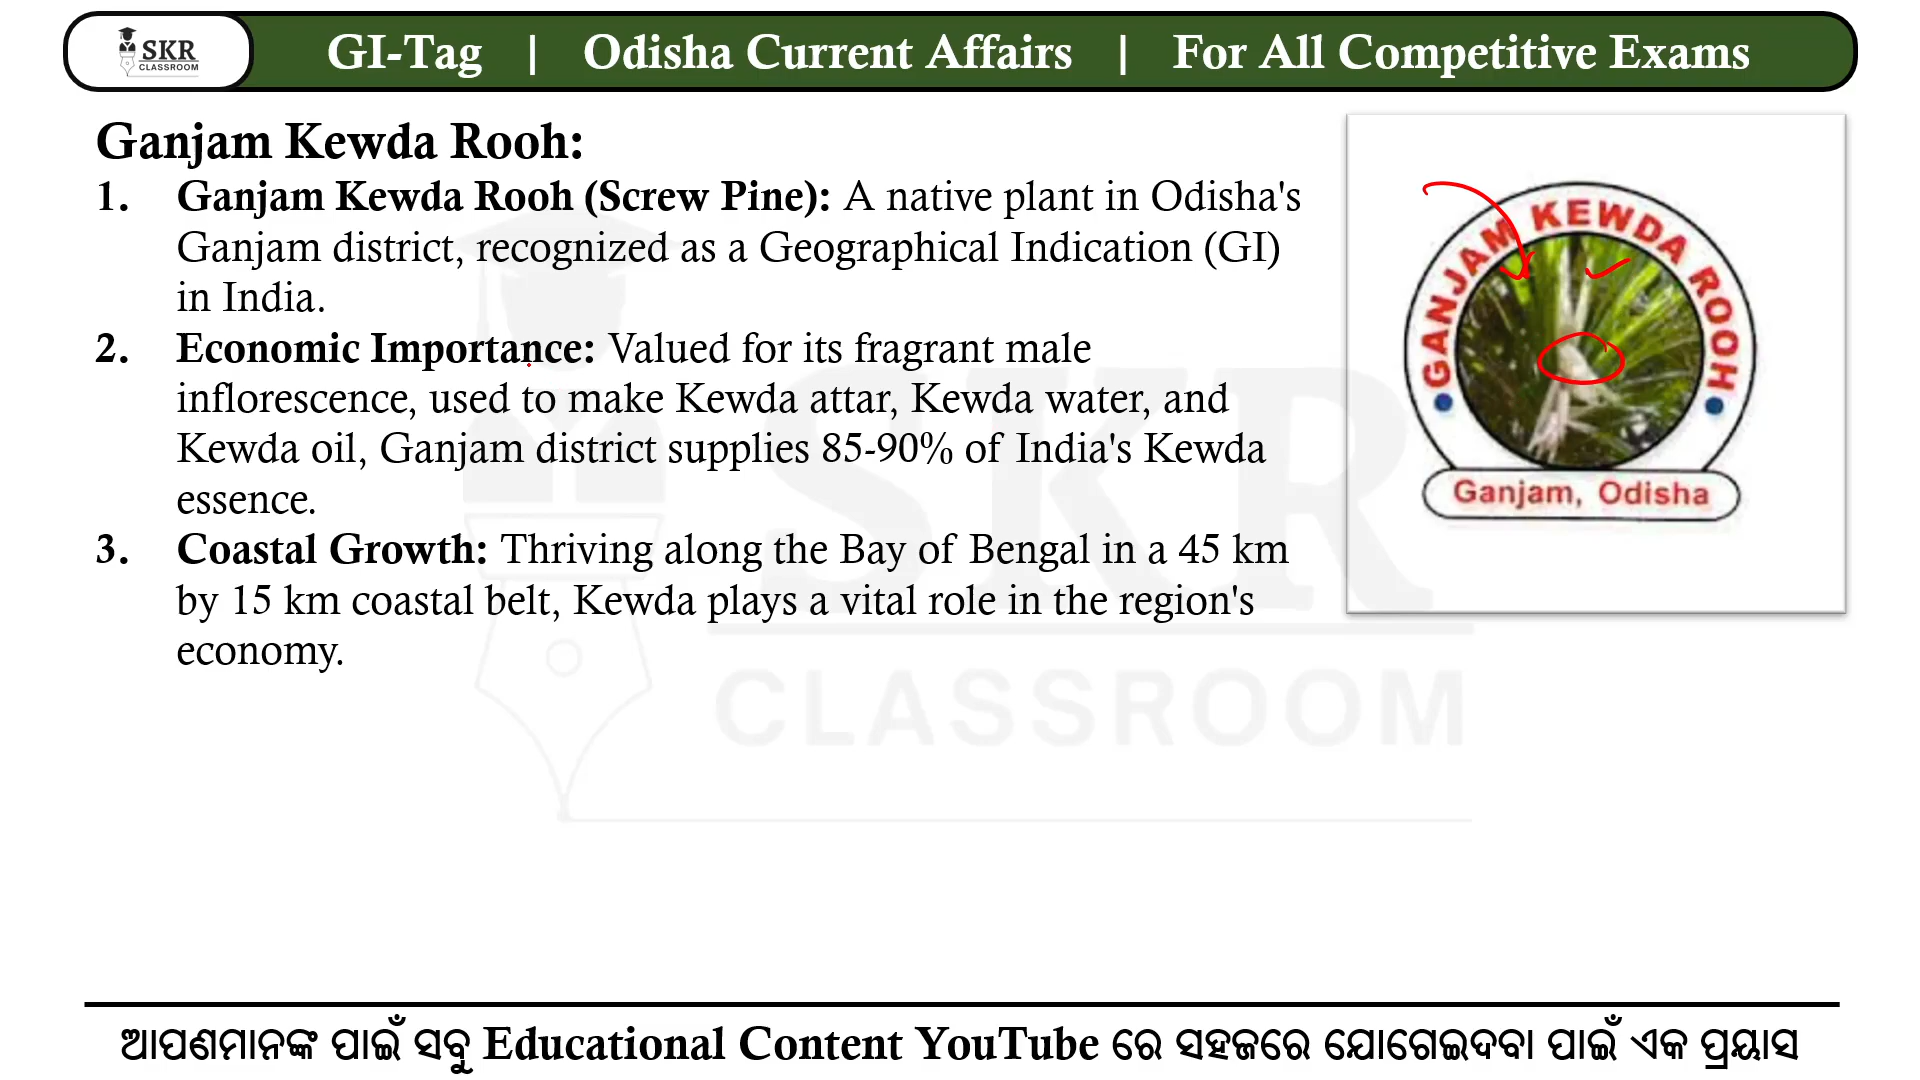 SKR
CLASSROOM
GI-Tag | Odisha Current Affairs | For All Competitive Exams
Ganjam Kewda Rooh:
1. Ganjam Kewda Rooh (Screw Pine): A native plant in Odisha's
Ganjam district, recognized as a Geographical Indication (GI)
in India.
2. Economic Importance: Valued for its fragrant male
inflorescence, used to make Kewda attar, Kewda water, and
Kewda oil, Ganjam district supplies 85-90% of India's Kewda
essence.
3. Coastal Growth: Thriving along the Bay of Bengal in a 45 km
by 15 km coastal belt, Kewda plays a vital role in the region's
economy.
GANJAM KEWDA ROOH
Ganjam, Odisha
SKR
CLASSROOM
ଆପଣମାନଙ୍କ ପାଇଁ ସବୁ Educational Content YouTube ରେ ସହଜରେ ଯୋଗେଇଦବା ପାଇଁ ଏକ ପ୍ରୟାସ